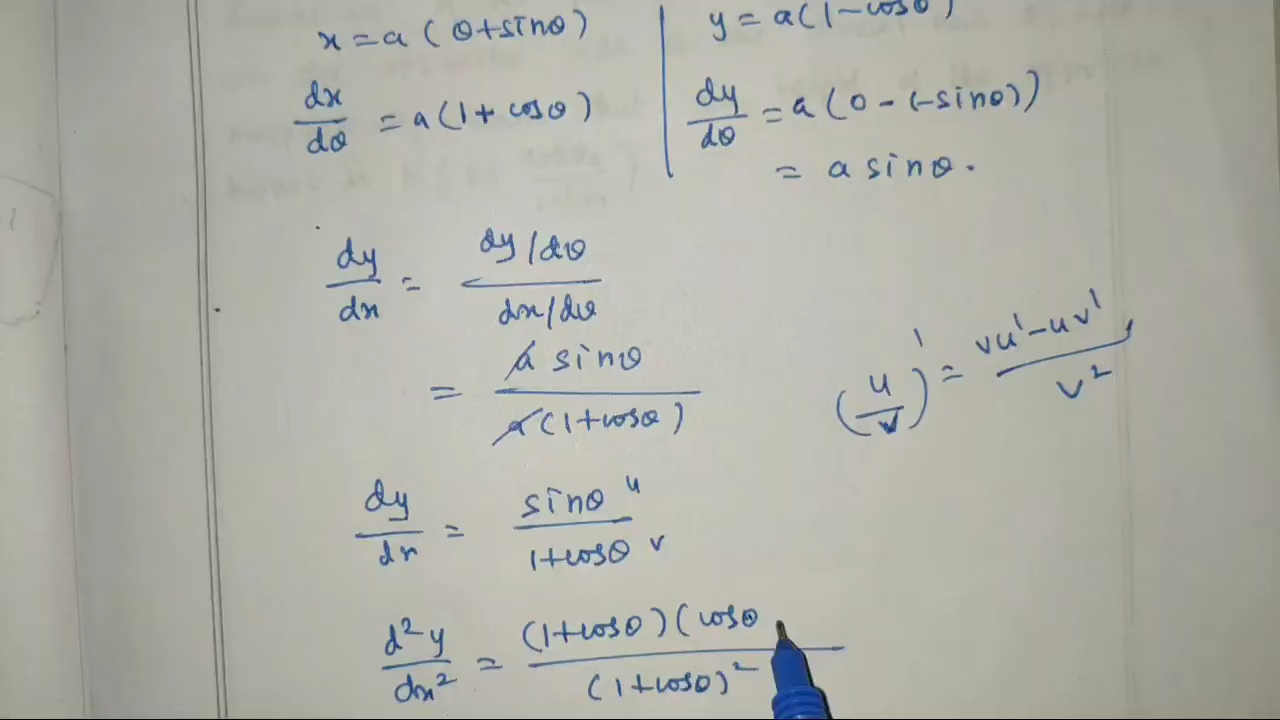 x = a (θ+sinθ)
y = a(1-cosθ)
dx/dθ = a(1+cosθ)
dy/dθ = a(0-(-sinθ))
= a sinθ.
dy/dx = dy/dθ / dx/dθ
= a sinθ / a(1+cosθ)
(u/v)' = vu'-uv' / v²
dy/dx = sinθ u / 1+cosθ v
d²y/dx² = (1+cosθ)(cosθ / (1+cosθ)²